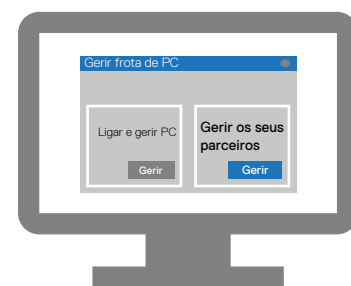 Gerir frota de PC
Ligar e gerir PC
Gerir
Gerir os seus
parceiros
Gerir